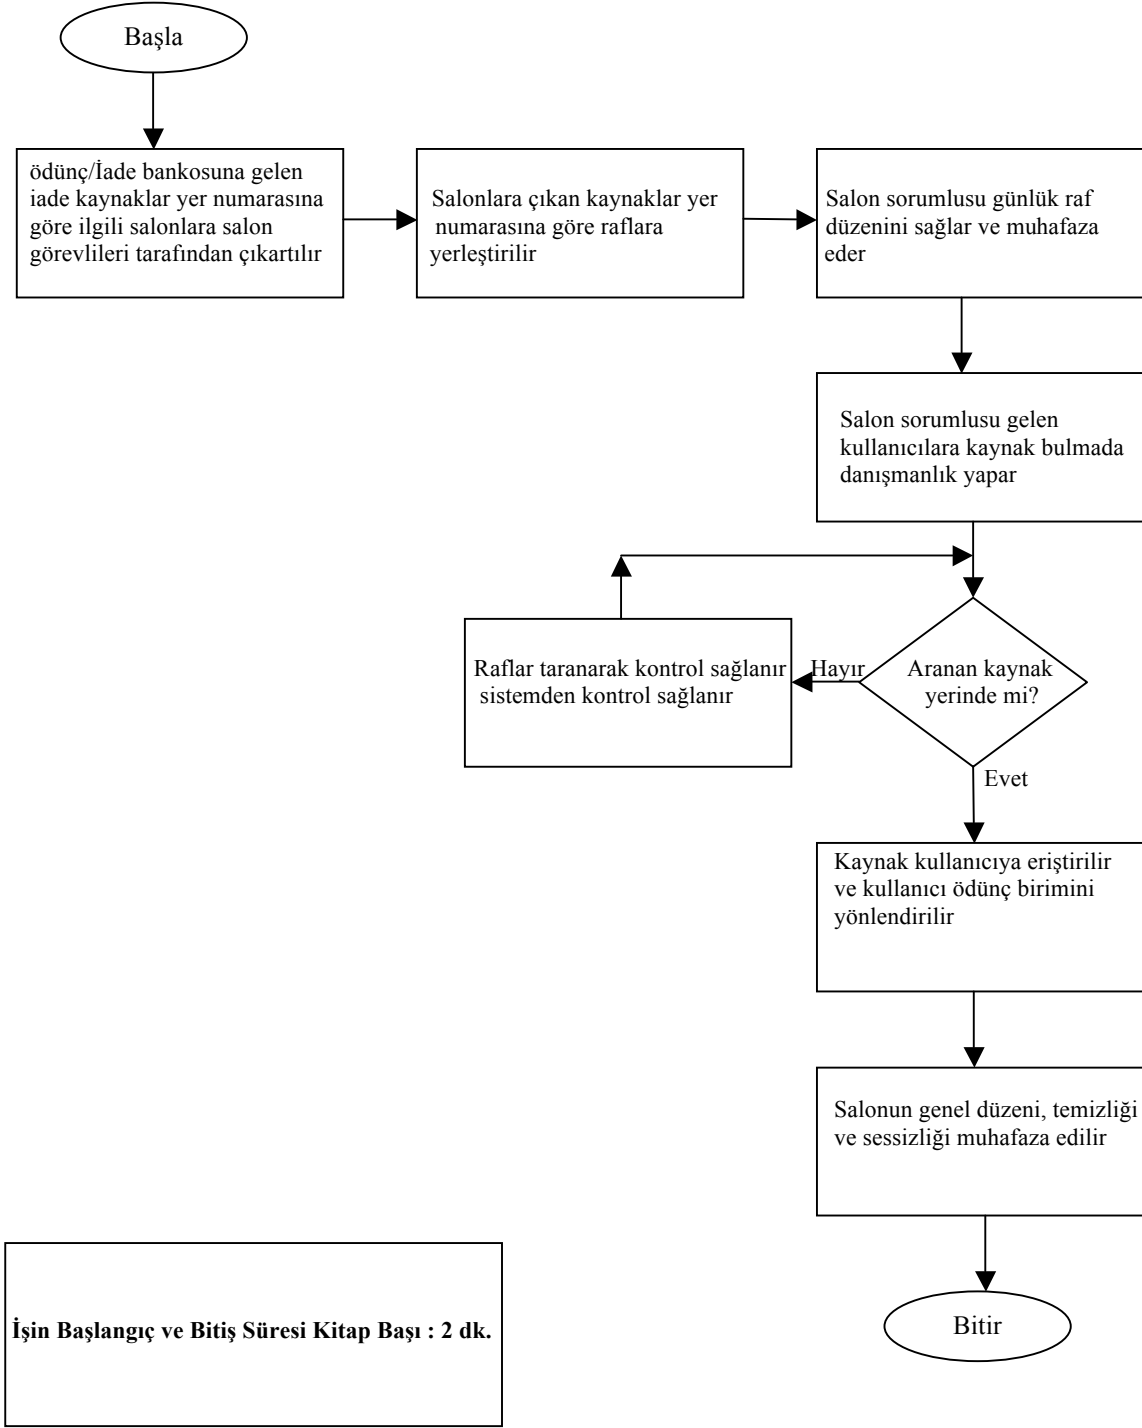 Başla
ödünç/İade bankosuna gelen
iade kaynaklar yer numarasına
göre ilgili salonlara salon
görevlileri tarafından çıkartılır
Salonlara çıkan kaynaklar yer
numarasına göre raflara
yerleştirilir
Salon sorumlusu günlük raf
düzenini sağlar ve muhafaza
eder
Salon sorumlusu gelen
kullanıcılara kaynak bulmada
danışmanlık yapar
Aranan kaynak
yerinde mi?
Hayır
Raflar taranarak kontrol sağlanır
sistemden kontrol sağlanır
Evet
Kaynak kullanıcıya eriştirilir
ve kullanıcı ödünç birimini
yönlendirilir
Salonun genel düzeni, temizliği
ve sessizliği muhafaza edilir
Bitir
İşin Başlangıç ve Bitiş Süresi Kitap Başı : 2 dk.